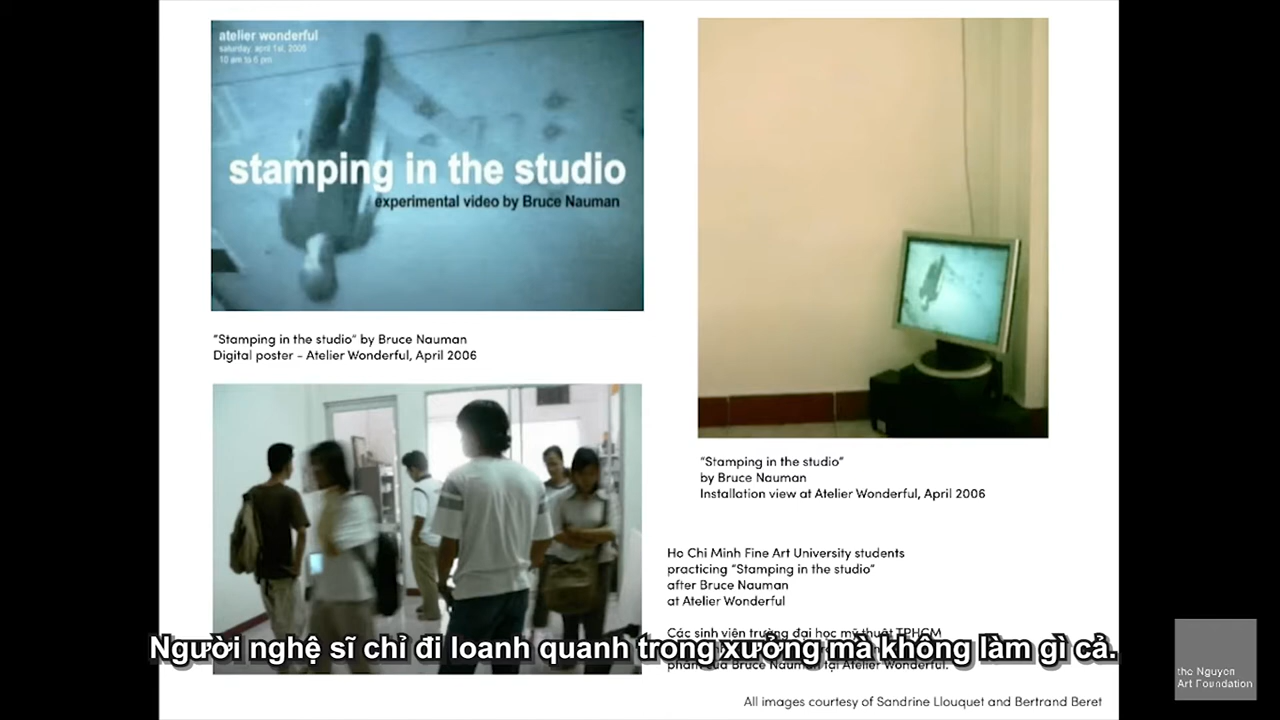 atelier wonderful
saturday, april 1st, 2006
10 am to 6 pm
stamping in the studio
experimental video by Bruce Nauman
"Stamping in the studio" by Bruce Nauman
Digital poster - Atelier Wonderful, April 2006
"Stamping in the studio"
by Bruce Nauman
Installation view at Atelier Wonderful, April 2006
Ho Chi Minh Fine Art University students
practicing "Stamping in the studio"
after Bruce Nauman
at Atelier Wonderful
Các sinh viên trường đại học mỹ thuật TPHCM
phẩm của Bruce Nauman tại Atelier Wonderful.
Người nghệ sĩ chỉ đi loanh quanh trong xưởng mà không làm gì cả.
All images courtesy of Sandrine Llouquet and Bertrand Beret
the Nguyen
Art Foundation